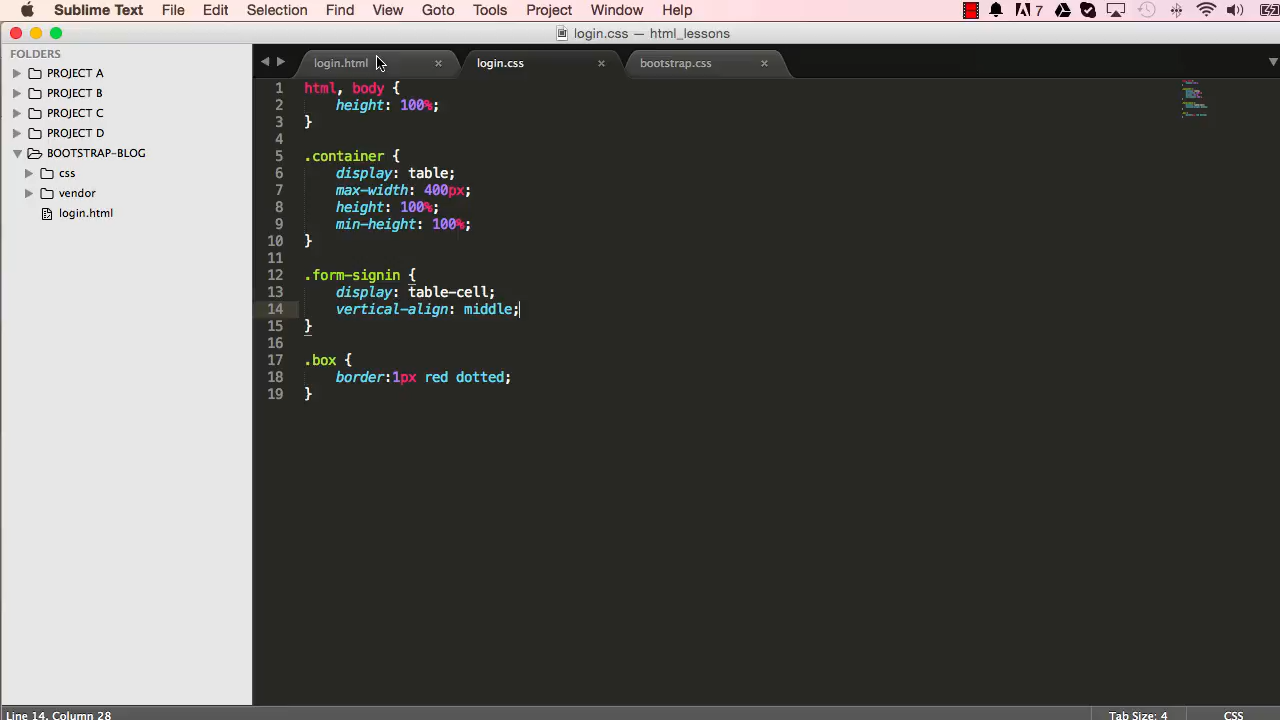 Sublime Text File Edit Selection Find View Goto Tools Project Window Help 7
login.css — html_lessons
FOLDERS
PROJECT A
PROJECT B
PROJECT C
PROJECT D
BOOTSTRAP-BLOG
css
vendor
login.html
login.html × login.css × bootstrap.css ×
1 html, body {
2 height: 100%;
3 }
4
5 .container {
6 display: table;
7 max-width: 400px;
8 height: 100%;
9 min-height: 100%;
10 }
11
12 .form-signin {
13 display: table-cell;
14 vertical-align: middle;
15 }
16
17 .box {
18 border:1px red dotted;
19 }
Line 14, Column 28 Tab Size: 4 CSS